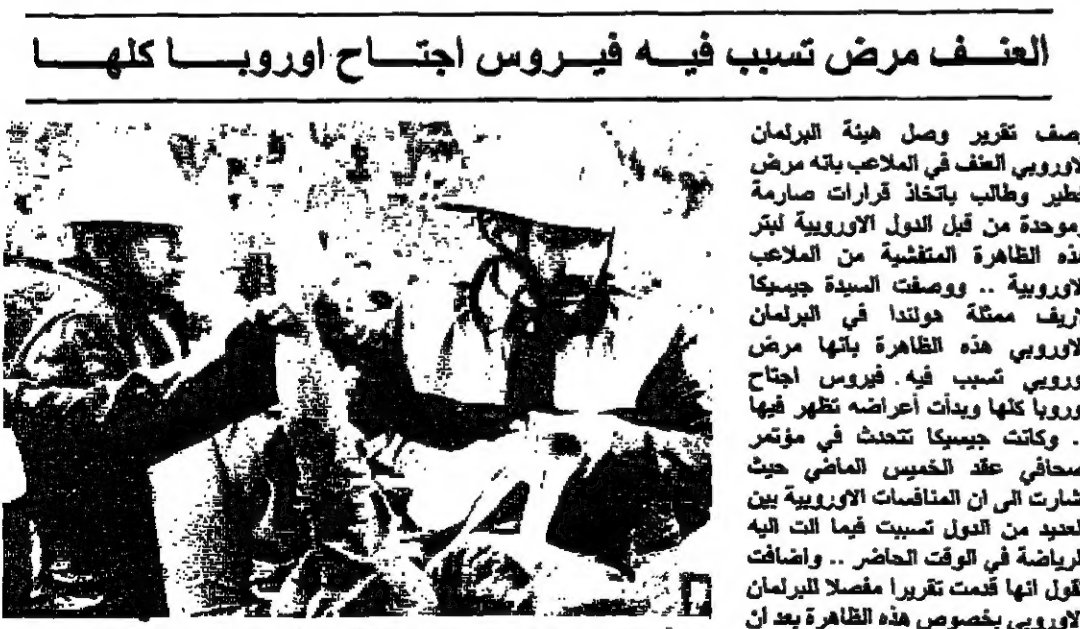 العنف مرض تسبب فيه فيروس اجتاح اوروبا كلها
وصف تقرير وصل هيئة البرلمان
الاوروبي العنف في الملاعب بانه مرض
خطير وطالب باتخاذ قرارات صارمة
وموحدة من قبل الدول الاوروبية لبتر
هذه الظاهرة المتفشية من الملاعب
الاوروبية .. ووصفت السيدة جيسيكا
لاريف ممثلة هولندا في البرلمان
الاوروبي هذه الظاهرة بانها مرض
اوروبي تسبب فيه فيروس اجتاح
اوروبا كلها وبدأت أعراضه تظهر فيها
.. وكانت جيسيكا تتحدث في مؤتمر
صحافي عقد الخميس الماضي حيث
اشارت الى ان المنافسات الاوروبية بين
العديد من الدول تسببت فيما الت اليه
الرياضة في الوقت الحاضر .. واضافت
تقول انها قدمت تقريرا مفصلا للبرلمان
الاوروبي بخصوص هذه الظاهرة بعد ان